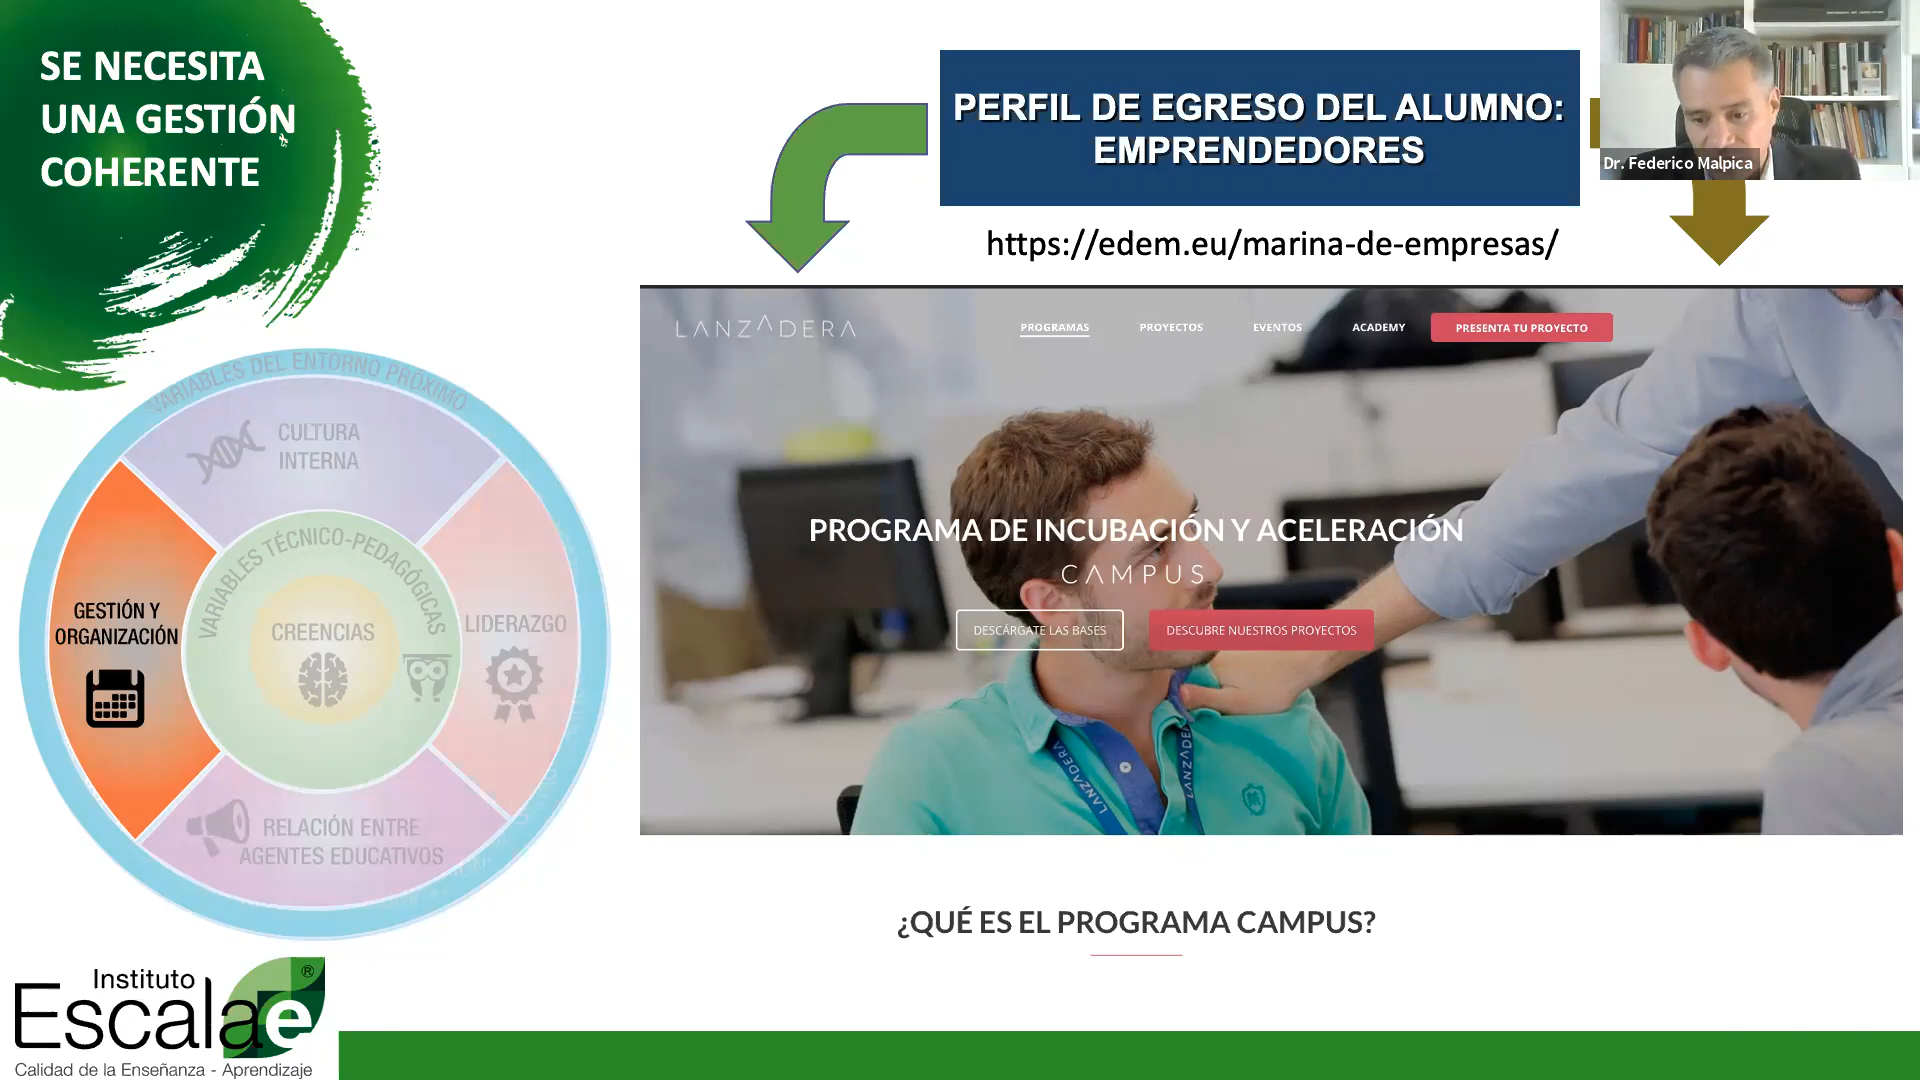 SE NECESITA
UNA GESTIÓN
COHERENTE
PERFIL DE EGRESO DEL ALUMNO:
EMPRENDEDORES
https://edem.eu/marina-de-empresas/
Dr. Federico Malpica
LANZADERA
PROGRAMAS
PROYECTOS
EVENTOS
ACADEMY
PRESENTA TU PROYECTO
PROGRAMA DE INCUBACIÓN Y ACELERACIÓN
CAMPUS
DESCÁRGATE LAS BASES
DESCUBRE NUESTROS PROYECTOS
LANZADERA
LANZADE
¿QUÉ ES EL PROGRAMA CAMPUS?
VARIABLES DEL ENTORNO PRÓXIMO
CULTURA
INTERNA
VARIABLES TÉCNICO-PEDAGÓGICAS
GESTIÓN Y
ORGANIZACIÓN
CREENCIAS
LIDERAZGO
RELACIÓN ENTRE
AGENTES EDUCATIVOS
Instituto
Escalae
®
Calidad de la Enseñanza - Aprendizaje